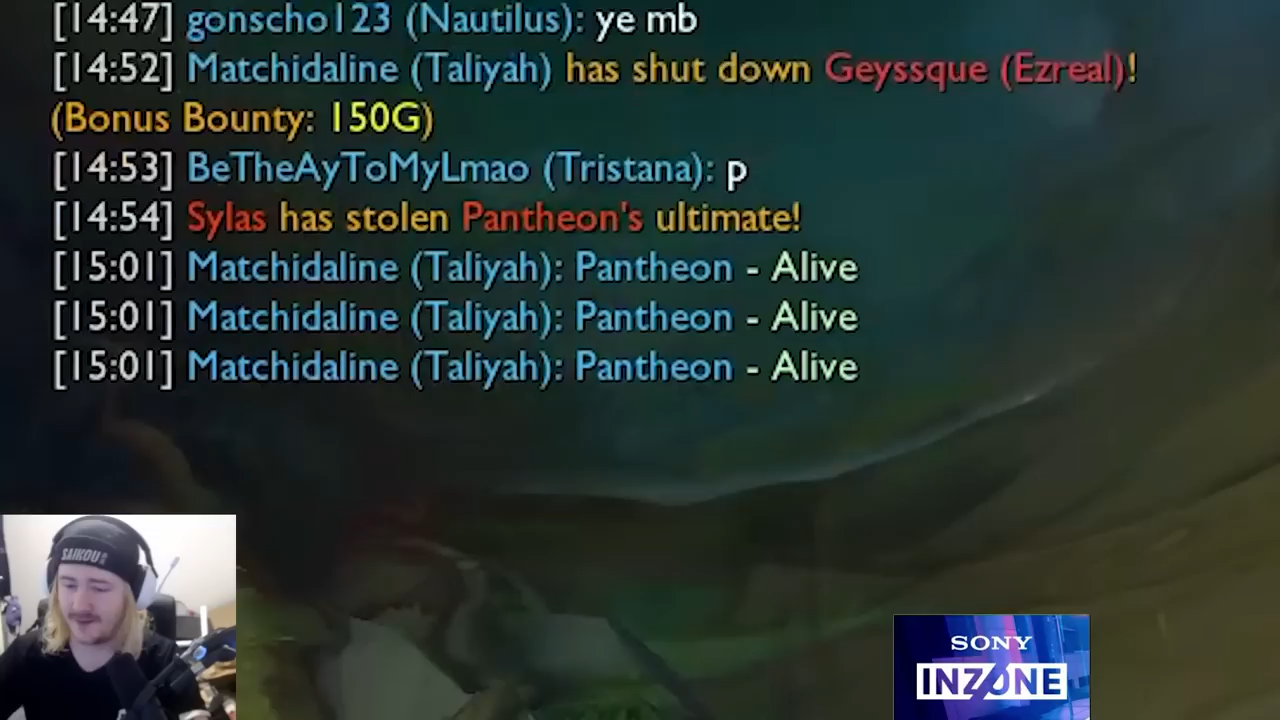 [14:47] gonscho123 (Nautilus): ye mb
[14:52] Matchidaline (Taliyah) has shut down Geyssque (Ezreal)!
(Bonus Bounty: 150G)
[14:53] BeTheAyToMyLmao (Tristana): p
[14:54] Sylas has stolen Pantheon's ultimate!
[15:01] Matchidaline (Taliyah): Pantheon - Alive
[15:01] Matchidaline (Taliyah): Pantheon - Alive
[15:01] Matchidaline (Taliyah): Pantheon - Alive
SAIKOU
SONY
INZONE